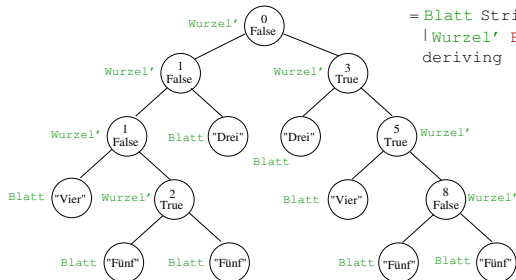 Wurzel' 0 False
= Blatt Stri
|Wurzel'
deriving
Wurzel' 1 False
Wurzel' 3 True
Wurzel' 1 False
Blatt "Drei"
"Drei" Blatt
5 True Wurzel'
Blatt "Vier"
Wurzel' 2 True
Blatt "Vier"
8 False Wurzel'
Blatt "Fünf"
Blatt "Fünf"
Blatt "Fünf"
Blatt "Fünf"